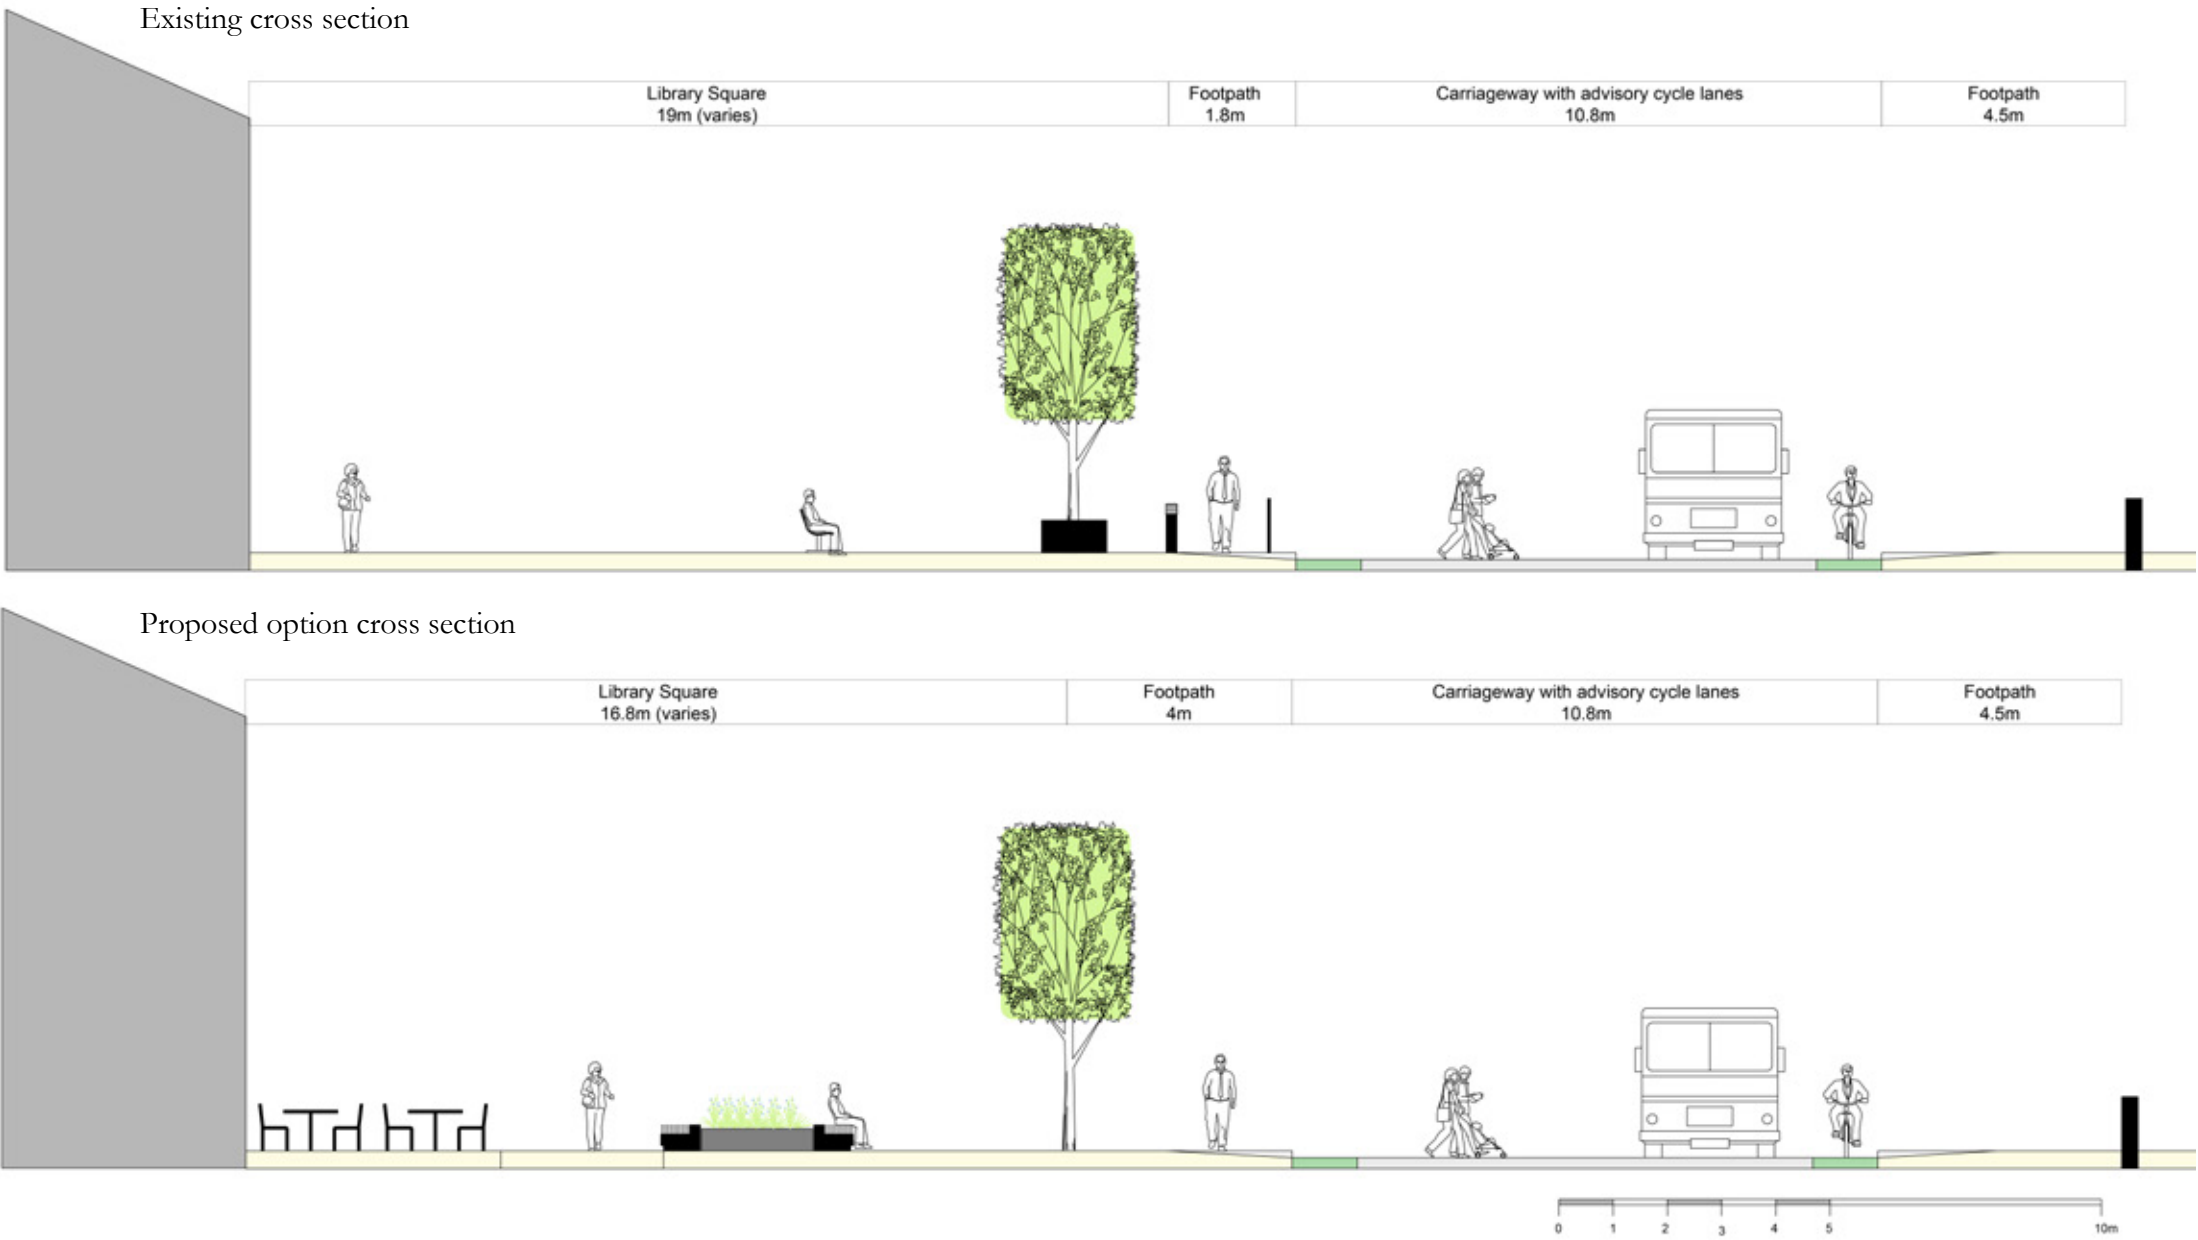 Existing cross section
Library Square
19m (varies)
Footpath
1.8m
Carriageway with advisory cycle lanes
10.8m
Footpath
4.5m
Proposed option cross section
Library Square
16.8m (varies)
Footpath
4m
Carriageway with advisory cycle lanes
10.8m
Footpath
4.5m
0 1 2 3 4 5 10m